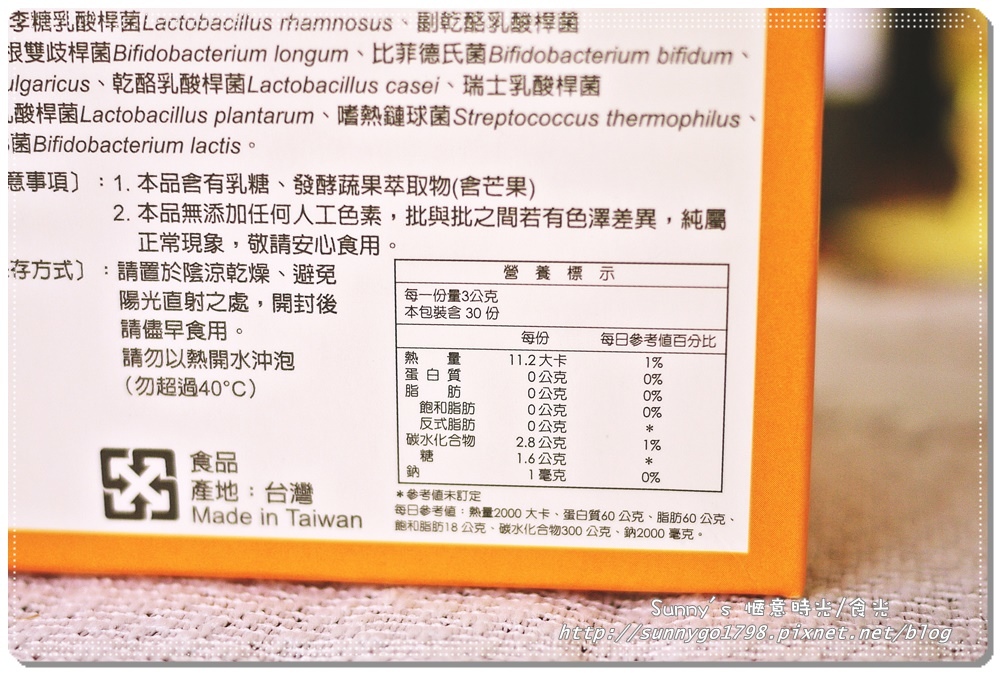 李糖乳酸桿菌Lactobacillus rhamnosus、副乾酪乳酸桿菌
根雙歧桿菌Bifidobacterium longum、比菲德氏菌Bifidobacterium bifidum、
ulgaricus、乾酪乳酸桿菌Lactobacillus casei、瑞士乳酸桿菌
酸桿菌Lactobacillus plantarum、嗜熱鏈球菌Streptococcus thermophilus、
菌Bifidobacterium lactis。
意事項〕：1. 本品含有乳糖、發酵蔬果萃取物(含芒果)
2. 本品無添加任何人工色素，批與批之間若有色澤差異，純屬
正常現象，敬請安心食用。
存方式〕：請置於陰涼乾燥、避免
陽光直射之處，開封後
請儘早食用。
請勿以熱開水沖泡
（勿超過40°C）
營養標示
每一份量3公克
本包裝含 30 份
每份 每日參考值百分比
熱量 11.2大卡 1%
蛋白質 0公克 0%
脂肪 0公克 0%
飽和脂肪 0公克 0%
反式脂肪 0公克 *
碳水化合物 2.8公克 1%
糖 1.6公克 *
鈉 1毫克 0%
*參考值未訂定
每日參考值：熱量2000 大卡、蛋白質60 公克、脂肪60 公克、
飽和脂肪18 公克、碳水化合物300 公克、鈉2000 毫克。
食品
產地：台灣
Made in Taiwan
Sunny's 愜意時光/食光
http://sunnygo1798.pixnet.net/blog